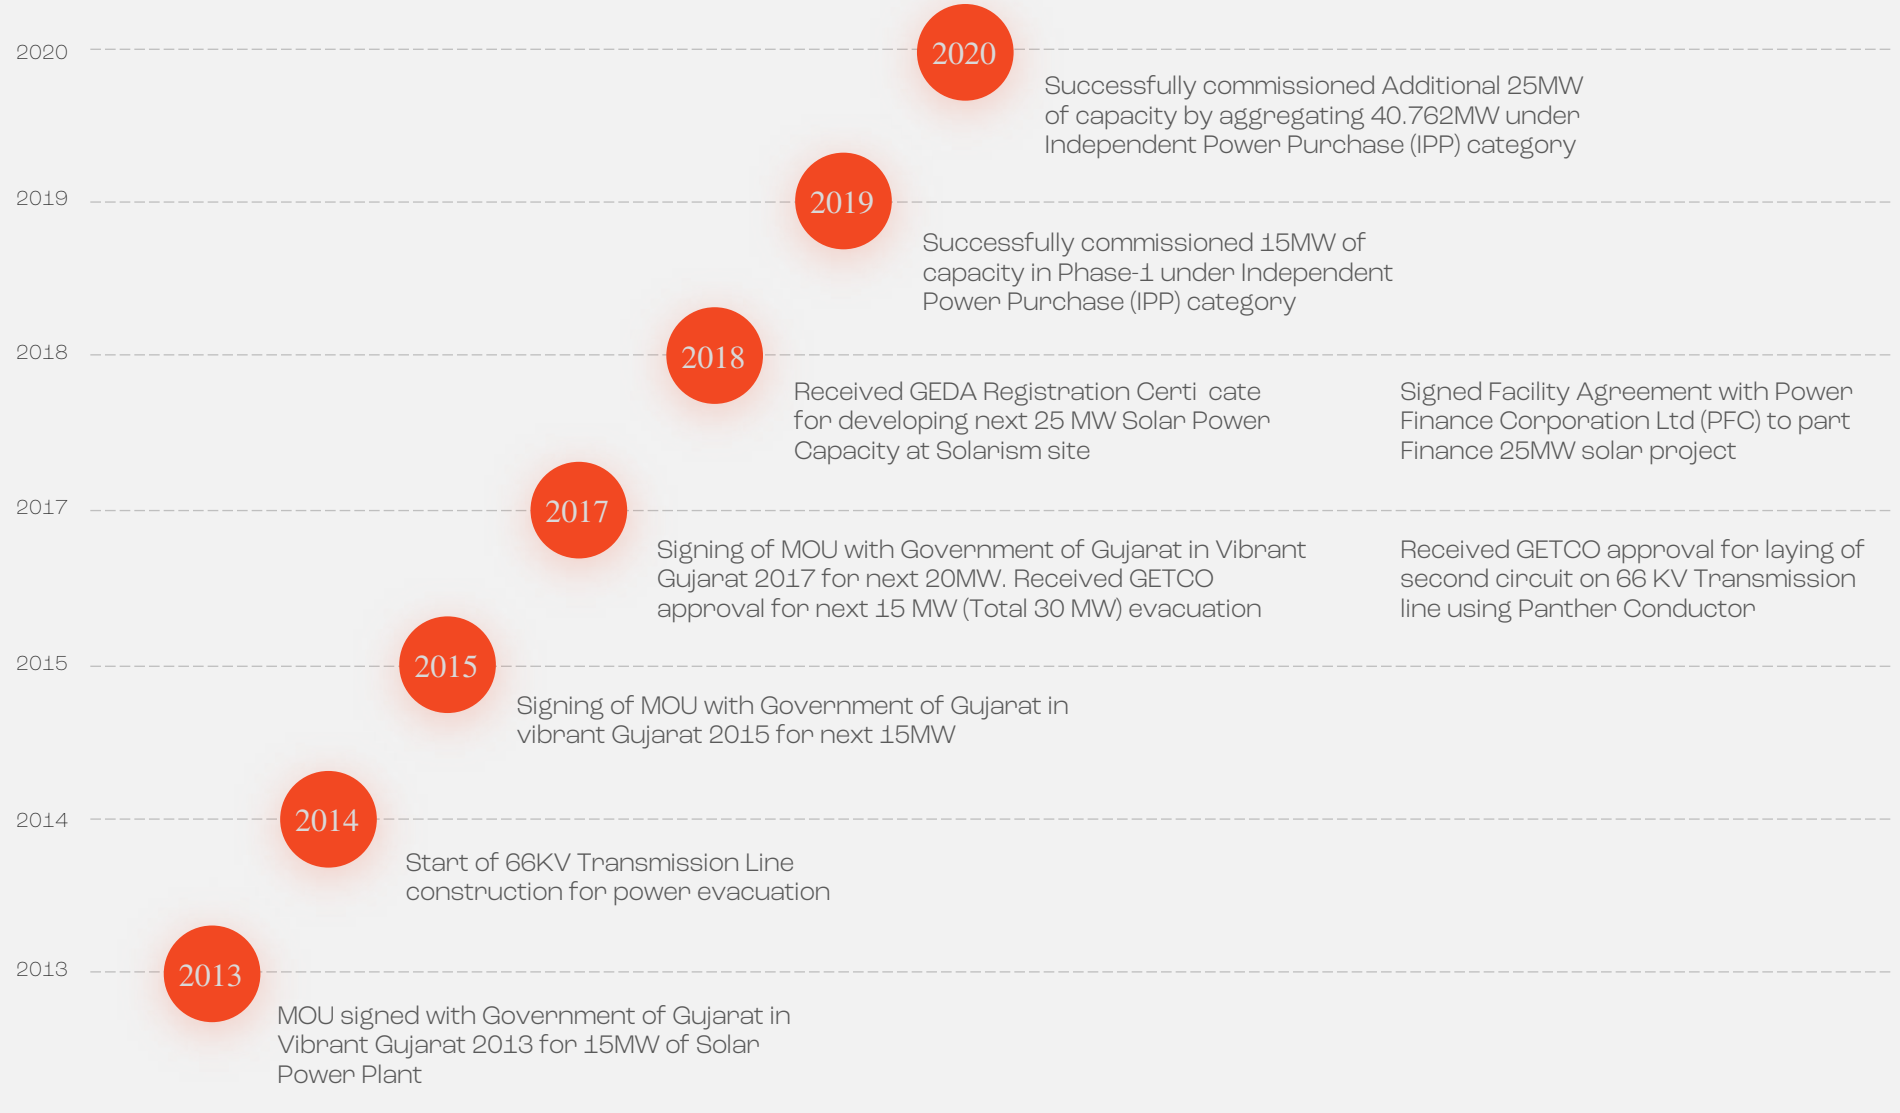 2020
2020
Successfully commissioned Additional 25MW
of capacity by aggregating 40.762MW under
Independent Power Purchase (IPP) category
2019
2019
Successfully commissioned 15MW of
capacity in Phase-1 under Independent
Power Purchase (IPP) category
2018
2018
Received GEDA Registration Certi cate
for developing next 25 MW Solar Power
Capacity at Solarism site
Signed Facility Agreement with Power
Finance Corporation Ltd (PFC) to part
Finance 25MW solar project
2017
2017
Signing of MOU with Government of Gujarat in Vibrant
Gujarat 2017 for next 20MW. Received GETCO
approval for next 15 MW (Total 30 MW) evacuation
Received GETCO approval for laying of
second circuit on 66 KV Transmission
line using Panther Conductor
2015
2015
Signing of MOU with Government of Gujarat in
vibrant Gujarat 2015 for next 15MW
2014
2014
Start of 66KV Transmission Line
construction for power evacuation
2013
2013
MOU signed with Government of Gujarat in
Vibrant Gujarat 2013 for 15MW of Solar
Power Plant